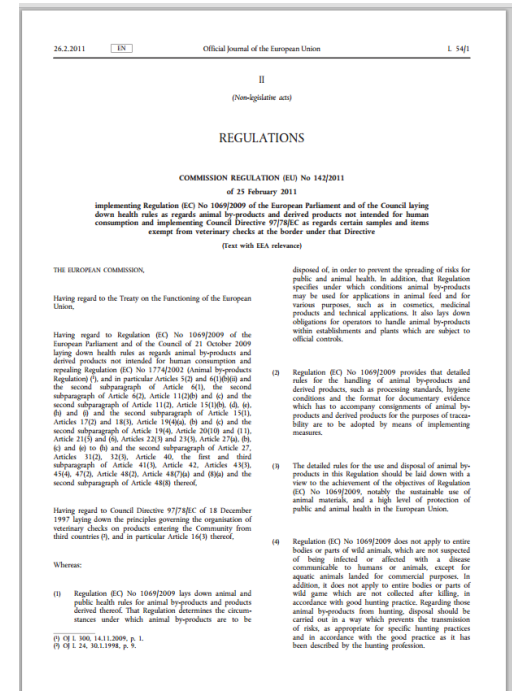 26.2.2011 EN Official Journal of the European Union L 54/1
II
(Non-legislative acts)
REGULATIONS
COMMISSION REGULATION (EU) No 142/2011
of 25 February 2011
implementing Regulation (EC) No 1069/2009 of the European Parliament and of the Council laying
down health rules as regards animal by-products and derived products not intended for human
consumption and implementing Council Directive 97/78/EC as regards certain samples and items
exempt from veterinary checks at the border under that Directive
(Text with EEA relevance)
THE EUROPEAN COMMISSION,
Having regard to the Treaty on the Functioning of the European
Union,
Having regard to Regulation (EC) No 1069/2009 of the
European Parliament and of the Council of 21 October 2009
laying down health rules as regards animal by-products and
derived products not intended for human consumption and
repealing Regulation (EC) No 1774/2002 (Animal by-products
Regulation) (¹), and in particular Articles 5(2) and 6(1)(b)(ii) and
the second subparagraph of Article 6(1), the second
subparagraph of Article 6(2), Article 11(2)(b) and (c) and the
second subparagraph of Article 11(2), Article 15(1)(b), (d), (e),
(h) and (i) and the second subparagraph of Article 15(1),
Articles 17(2) and 18(3), Article 19(4)(a), (b) and (c) and the
second subparagraph of Article 19(4), Article 20(10) and (11),
Article 21(5) and (6), Articles 22(3) and 23(3), Article 27(a), (b),
(c) and (e) to (h) and the second subparagraph of Article 27,
Articles 31(2), 32(3), Article 40, the first and third
subparagraph of Article 41(3), Article 42, Articles 43(3),
45(4), 47(2), Article 48(2), Article 48(7)(a) and (8)(a) and the
second subparagraph of Article 48(8) thereof,
Having regard to Council Directive 97/78/EC of 18 December
1997 laying down the principles governing the organisation of
veterinary checks on products entering the Community from
third countries (²), and in particular Article 16(3) thereof,
Whereas:
(1) Regulation (EC) No 1069/2009 lays down animal and
public health rules for animal by-products and products
derived thereof. That Regulation determines the circum-
stances under which animal by-products are to be
(¹) OJ L 300, 14.11.2009, p. 1.
(²) OJ L 24, 30.1.1998, p. 9.
disposed of, in order to prevent the spreading of risks for
public and animal health. In addition, that Regulation
specifies under which conditions animal by-products
may be used for applications in animal feed and for
various purposes, such as in cosmetics, medicinal
products and technical applications. It also lays down
obligations for operators to handle animal by-products
within establishments and plants which are subject to
official controls.
(2) Regulation (EC) No 1069/2009 provides that detailed
rules for the handling of animal by-products and
derived products, such as processing standards, hygiene
conditions and the format for documentary evidence
which has to accompany consignments of animal by-
products and derived products for the purposes of tracea-
bility are to be adopted by means of implementing
measures.
(3) The detailed rules for the use and disposal of animal by-
products in this Regulation should be laid down with a
view to the achievement of the objectives of Regulation
(EC) No 1069/2009, notably the sustainable use of
animal materials, and a high level of protection of
public and animal health in the European Union.
(4) Regulation (EC) No 1069/2009 does not apply to entire
bodies or parts of wild animals, which are not suspected
of being infected or affected with a disease
communicable to humans or animals, except for
aquatic animals landed for commercial purposes. In
addition, it does not apply to entire bodies or parts of
wild game which are not collected after killing, in
accordance with good hunting practice. Regarding those
animal by-products from hunting, disposal should be
carried out in a way which prevents the transmission
of risks, as appropriate for specific hunting practices
and in accordance with the good practice as it has
been described by the hunting profession.